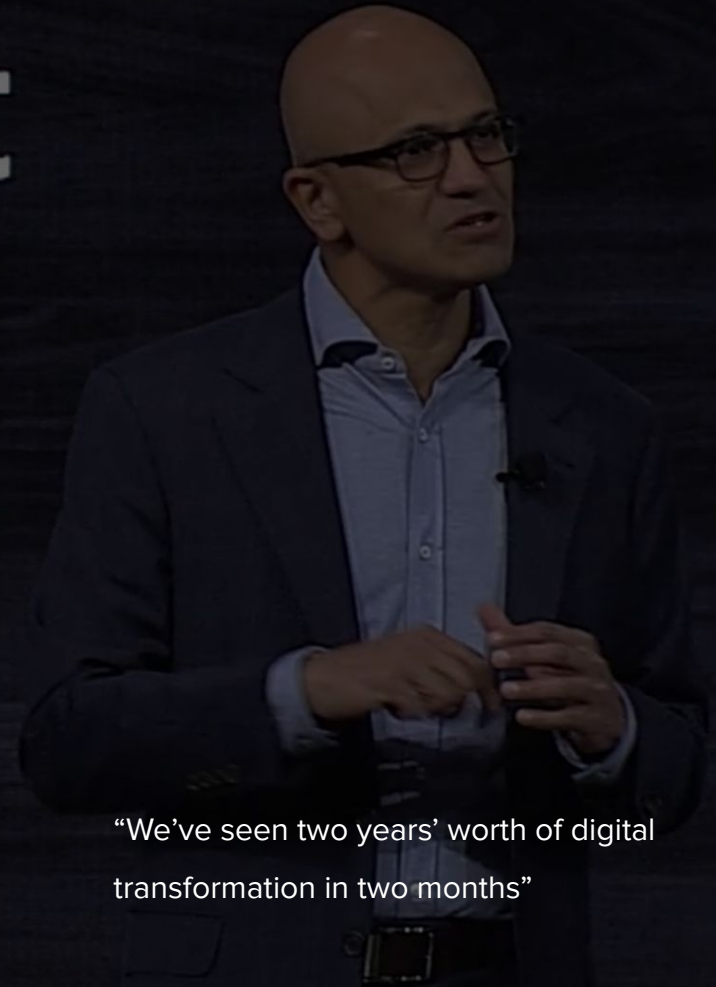 “We’ve seen two years’ worth of digital
transformation in two months”